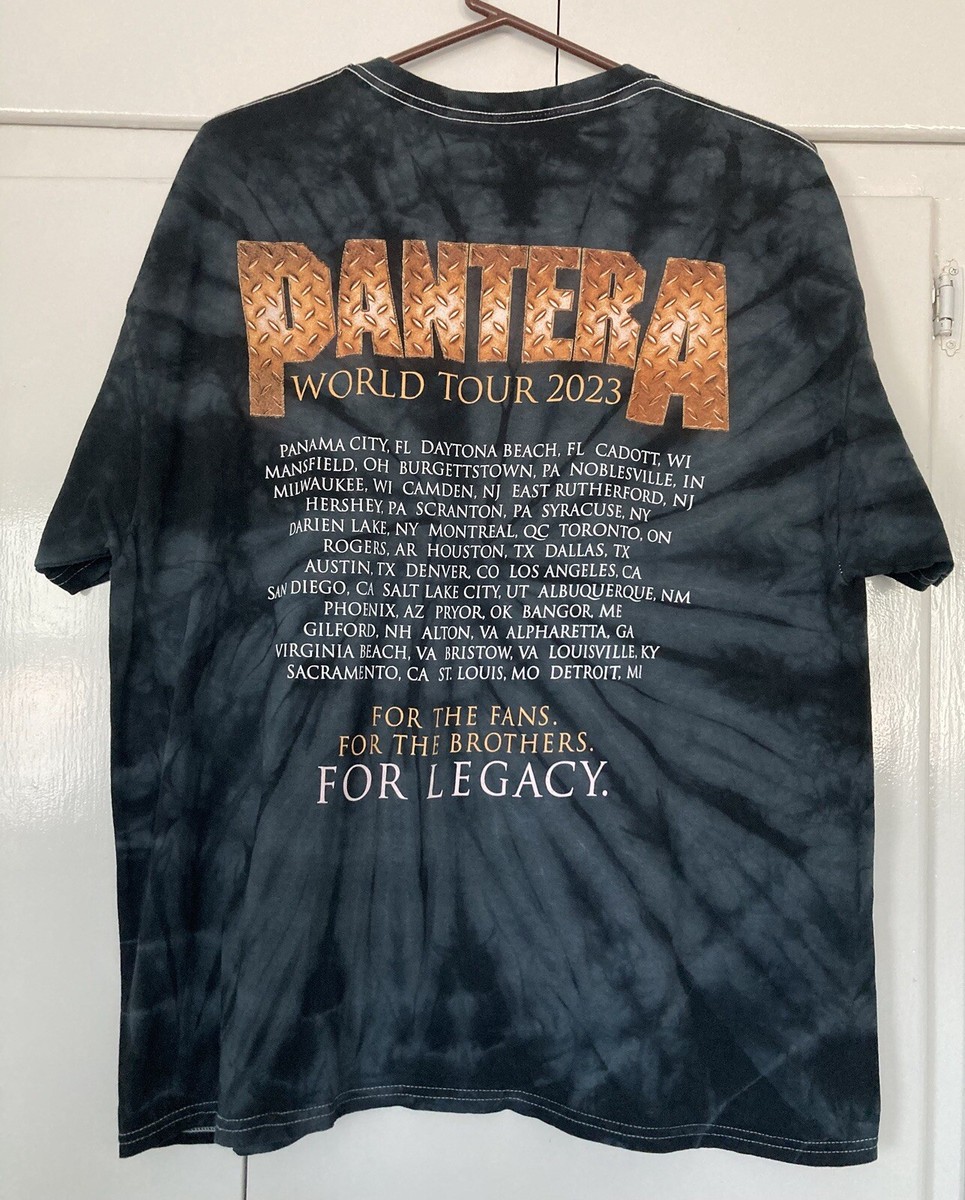 PANTERA
WORLD TOUR 2023
PANAMA CITY, FL DAYTONA BEACH, FL CADOTT, WI
MANSFIELD, OH BURGETTSTOWN, PA NOBLESVILLE, IN
MILWAUKEE, WI CAMDEN, NJ EAST RUTHERFORD, NJ
HERSHEY, PA SCRANTON, PA SYRACUSE, NY
DARIEN LAKE, NY MONTREAL, QC TORONTO, ON
ROGERS, AR HOUSTON, TX DALLAS, TX
AUSTIN, TX DENVER, CO LOS ANGELES, CA
SAN DIEGO, CA SALT LAKE CITY, UT ALBUQUERQUE, NM
PHOENIX, AZ PRYOR, OK BANGOR, ME
GILFORD, NH ALTON, VA ALPHARETTA, GA
VIRGINIA BEACH, VA BRISTOW, VA LOUISVILLE, KY
SACRAMENTO, CA ST. LOUIS, MO DETROIT, MI
FOR THE FANS.
FOR THE BROTHERS.
FOR LEGACY.